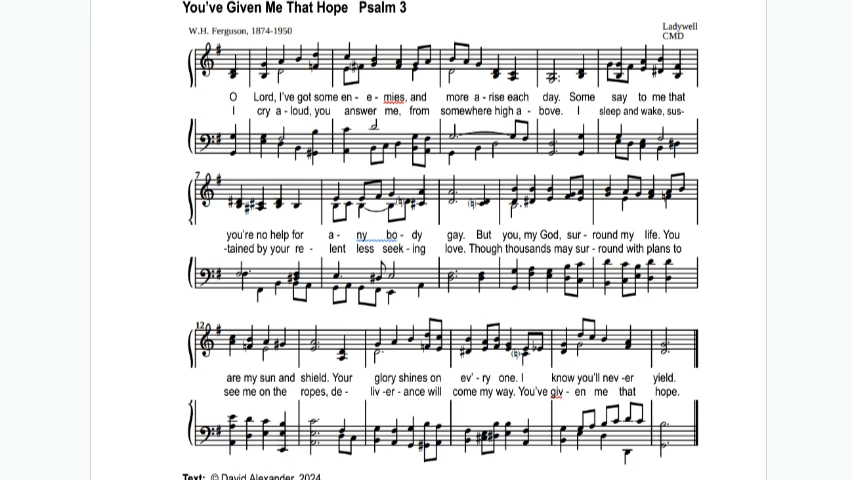 You've Given Me That Hope   Psalm 3
W.H. Ferguson, 1874-1950
Ladywell
CMD
O Lord, I've got some en - e - mies, and more a - rise each day. Some say to me that
I cry a - loud, you answer me, from somewhere high a - bove. I sleep and wake, sus-
7
you're no help for a - ny bo - dy gay. But you, my God, sur - round my life. You
-tained by your re - lent less seek - ing love. Though thousands may sur - round with plans to
12
are my sun and shield. Your glory shines on ev' - ry one. I know you'll nev -er yield.
see me on the ropes, de - liv -er - ance will come my way. You've giv - en me that hope.
Text: © David Alexander, 2024